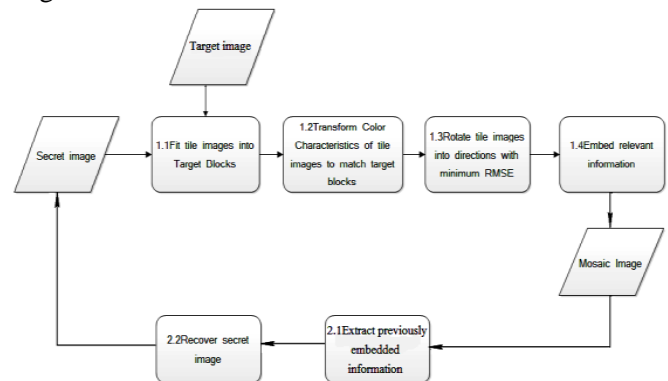 Target image
Secret image
1.1Fit tile images into
Target Blocks
1.2Transform Color
Characteristics of tile
images to match target
blocks
1.3Rotate tile images
into directions with
minimum RMSE
1.4Embed relevant
information
Mosaic Image
2.1Extract previously
embedded
information
2.2Recover secret
image